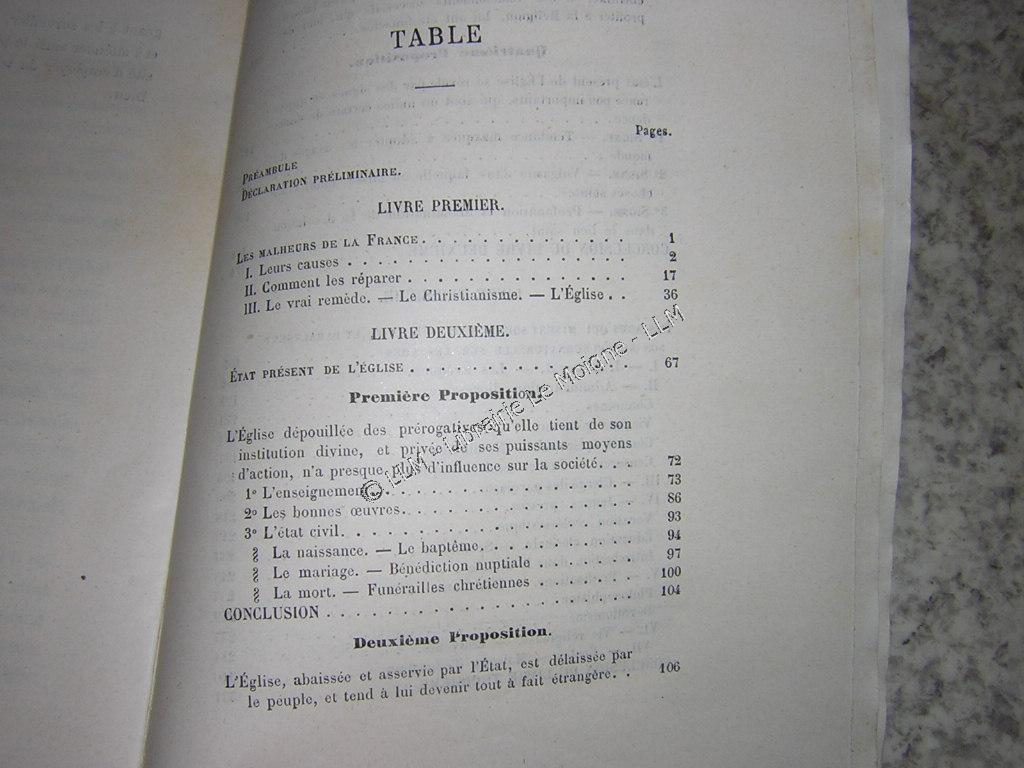 TABLE
Pages.
PRÉAMBULE
DÉCLARATION PRÉLIMINAIRE.
LIVRE PREMIER.
LES MALHEURS DE LA FRANCE . . . . . . . . . . . . 1
I. Leurs causes . . . . . . . . . . . . . . . 2
II. Comment les réparer . . . . . . . . . . . . 17
III. Le vrai remède. — Le Christianisme. — L'Église . . 36
LIVRE DEUXIÈME.
ÉTAT PRÉSENT DE L'ÉGLISE . . . . . . . . . . . . 67
Première Proposition.
L'Église dépouillée des prérogatives qu'elle tient de son
institution divine, et privée de ses puissants moyens
d'action, n'a presque plus d'influence sur la société. . . 72
1º L'enseignement. . . . . . . . . . . . . . 73
2º Les bonnes œuvres. . . . . . . . . . . . . 86
3º L'état civil. . . . . . . . . . . . . . . 93
§ La naissance. — Le baptême. . . . . . . . . 94
§ Le mariage. — Bénédiction nuptiale . . . . . . 97
§ La mort. — Funérailles chrétiennes . . . . . . 100
CONCLUSION . . . . . . . . . . . . . . . . 104
Deuxième Proposition.
L'Église, abaissée et asservie par l'État, est délaissée par
le peuple, et tend à lui devenir tout à fait étrangère. . 106
© LLM - Librairie Le Moigne - LLM